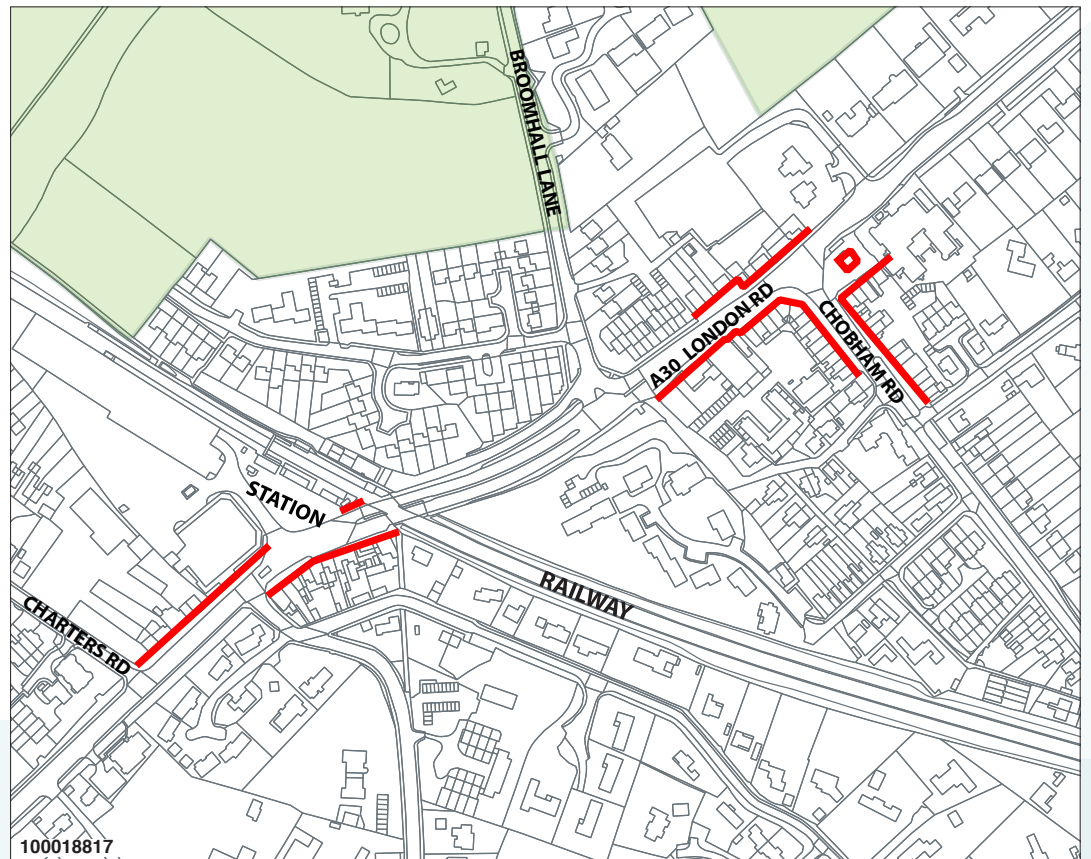 BROOMHALL LANE
A30 LONDON RD
CHOBHAM RD
STATION
RAILWAY
CHARTERS RD
100018817